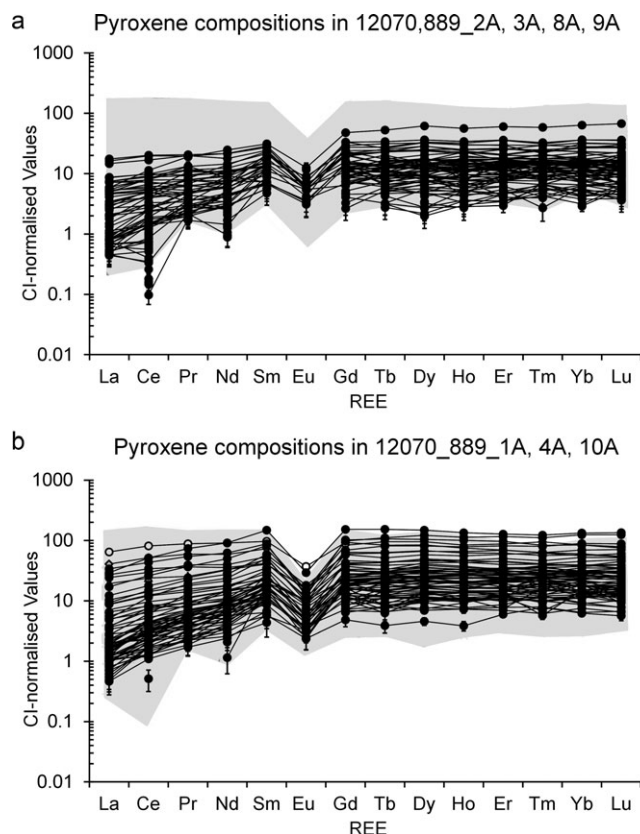 a
Pyroxene compositions in 12070,889_2A, 3A, 8A, 9A
1000
100
10
1
0.1
0.01
CI-normalised Values
La Ce Pr Nd Sm Eu Gd Tb Dy Ho Er Tm Yb Lu
REE
b
Pyroxene compositions in 12070_889_1A, 4A, 10A
1000
100
10
1
0.1
0.01
CI-normalised Values
La Ce Pr Nd Sm Eu Gd Tb Dy Ho Er Tm Yb Lu
REE